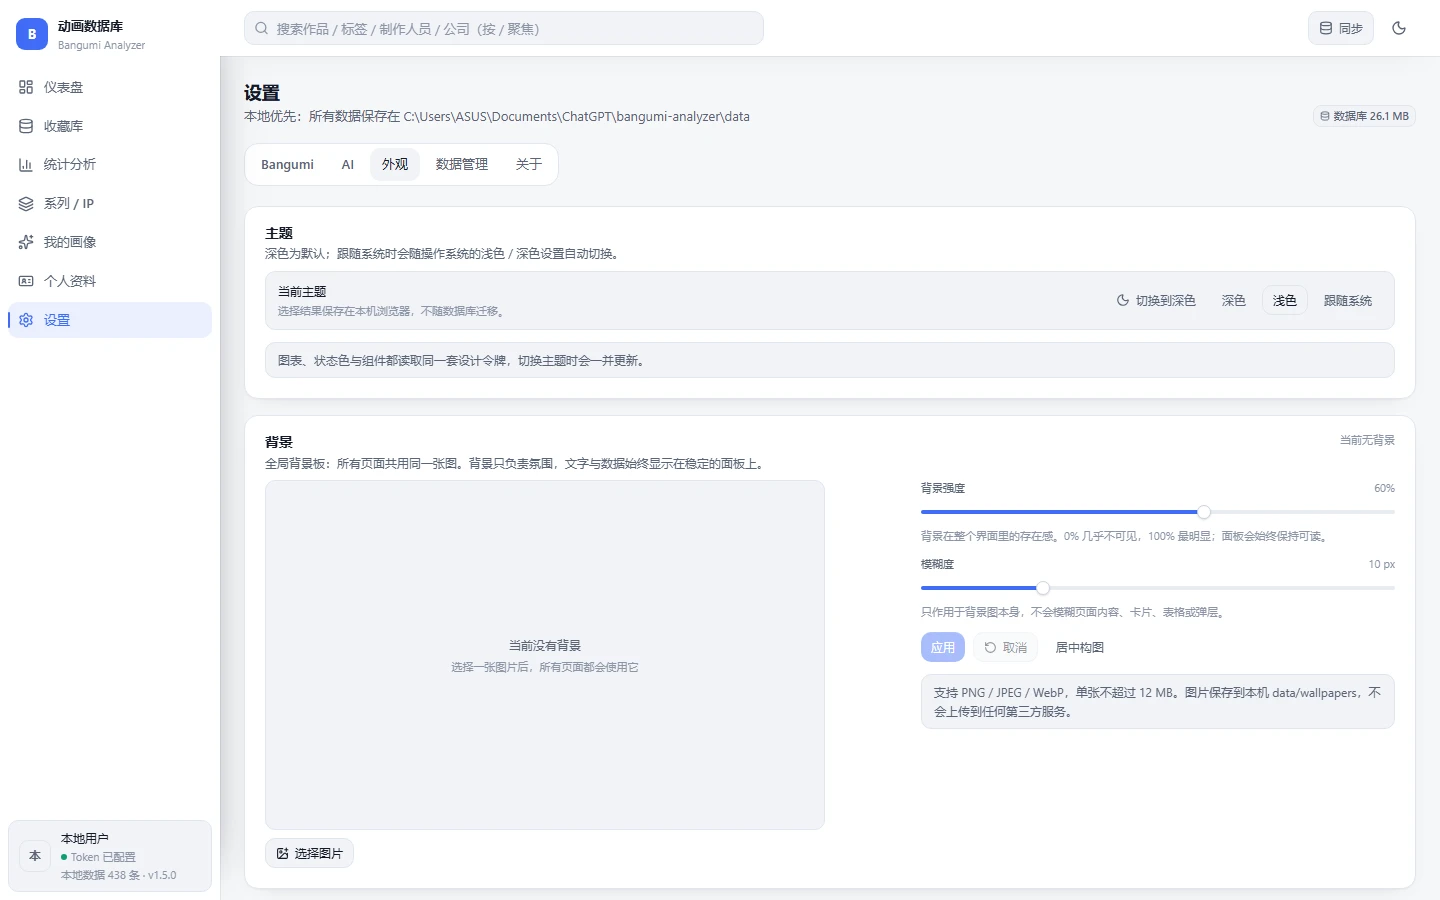 B
动画数据库
Bangumi Analyzer
搜索作品 / 标签 / 制作人员 / 公司（按 / 聚焦）
同步
仪表盘
收藏库
统计分析
系列 / IP
我的画像
个人资料
设置
设置
本地优先：所有数据保存在 C:\Users\ASUS\Documents\ChatGPT\bangumi-analyzer\data
数据库 26.1 MB
Bangumi
AI
外观
数据管理
关于
主题
深色为默认；跟随系统时会随操作系统的浅色 / 深色设置自动切换。
当前主题
选择结果保存在本机浏览器，不随数据库迁移。
切换到深色
深色
浅色
跟随系统
图表、状态色与组件都读取同一套设计令牌，切换主题时会一并更新。
背景
当前无背景
全局背景板：所有页面共用同一张图。背景只负责氛围，文字与数据始终显示在稳定的面板上。
当前没有背景
选择一张图片后，所有页面都会使用它
选择图片
背景强度
60%
背景在整个界面里的存在感。0% 几乎不可见，100% 最明显；面板会始终保持可读。
模糊度
10 px
只作用于背景图本身，不会模糊页面内容、卡片、表格或弹层。
应用
取消
居中构图
支持 PNG / JPEG / WebP，单张不超过 12 MB。图片保存到本机 data/wallpapers，不
会上传到任何第三方服务。
本
本地用户
Token 已配置
本地数据 438 条 · v1.5.0